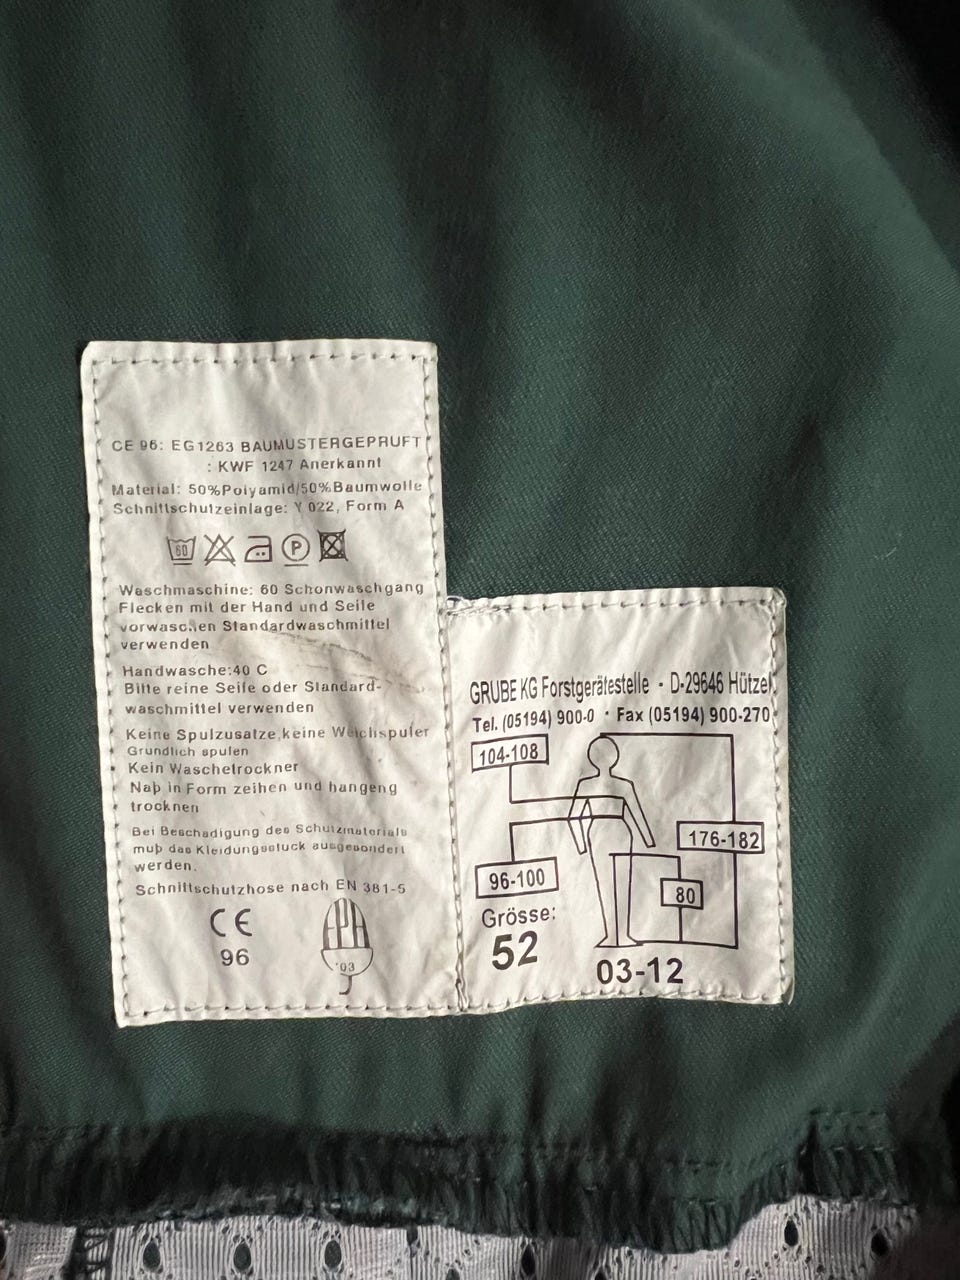 CE 96: EG1263 BAUMUSTERGEPRUFT
: KWF 1247 Anerkannt
Material: 50%Polyamid/50%Baumwolle
Schnittschutzeinlage: Y 022, Form A
60
P
Waschmaschine: 60 Schonwaschgang
Flecken mit der Hand und Seife
vorwaschen Standardwaschmittel
verwenden
Handwasche:40 C
Bitte reine Seife oder Standard-
waschmittel verwenden
Keine Spulzusatze,keine Weichspuler
Grundlich spulen
Kein Waschetrockner
Naþ in Form zeihen und hangeng
trocknen
Bei Beschadigung des Schutzmaterials
muþ das Kleidungsstuck ausgesondert
werden.
Schnittschutzhose nach EN 381-5
CE
96
FPA
'03
GRUBE KG Forstgerätestelle - D-29646 Hützel
Tel. (05194) 900-0 · Fax (05194) 900-270
104-108
176-182
96-100
80
Grösse:
52
03-12